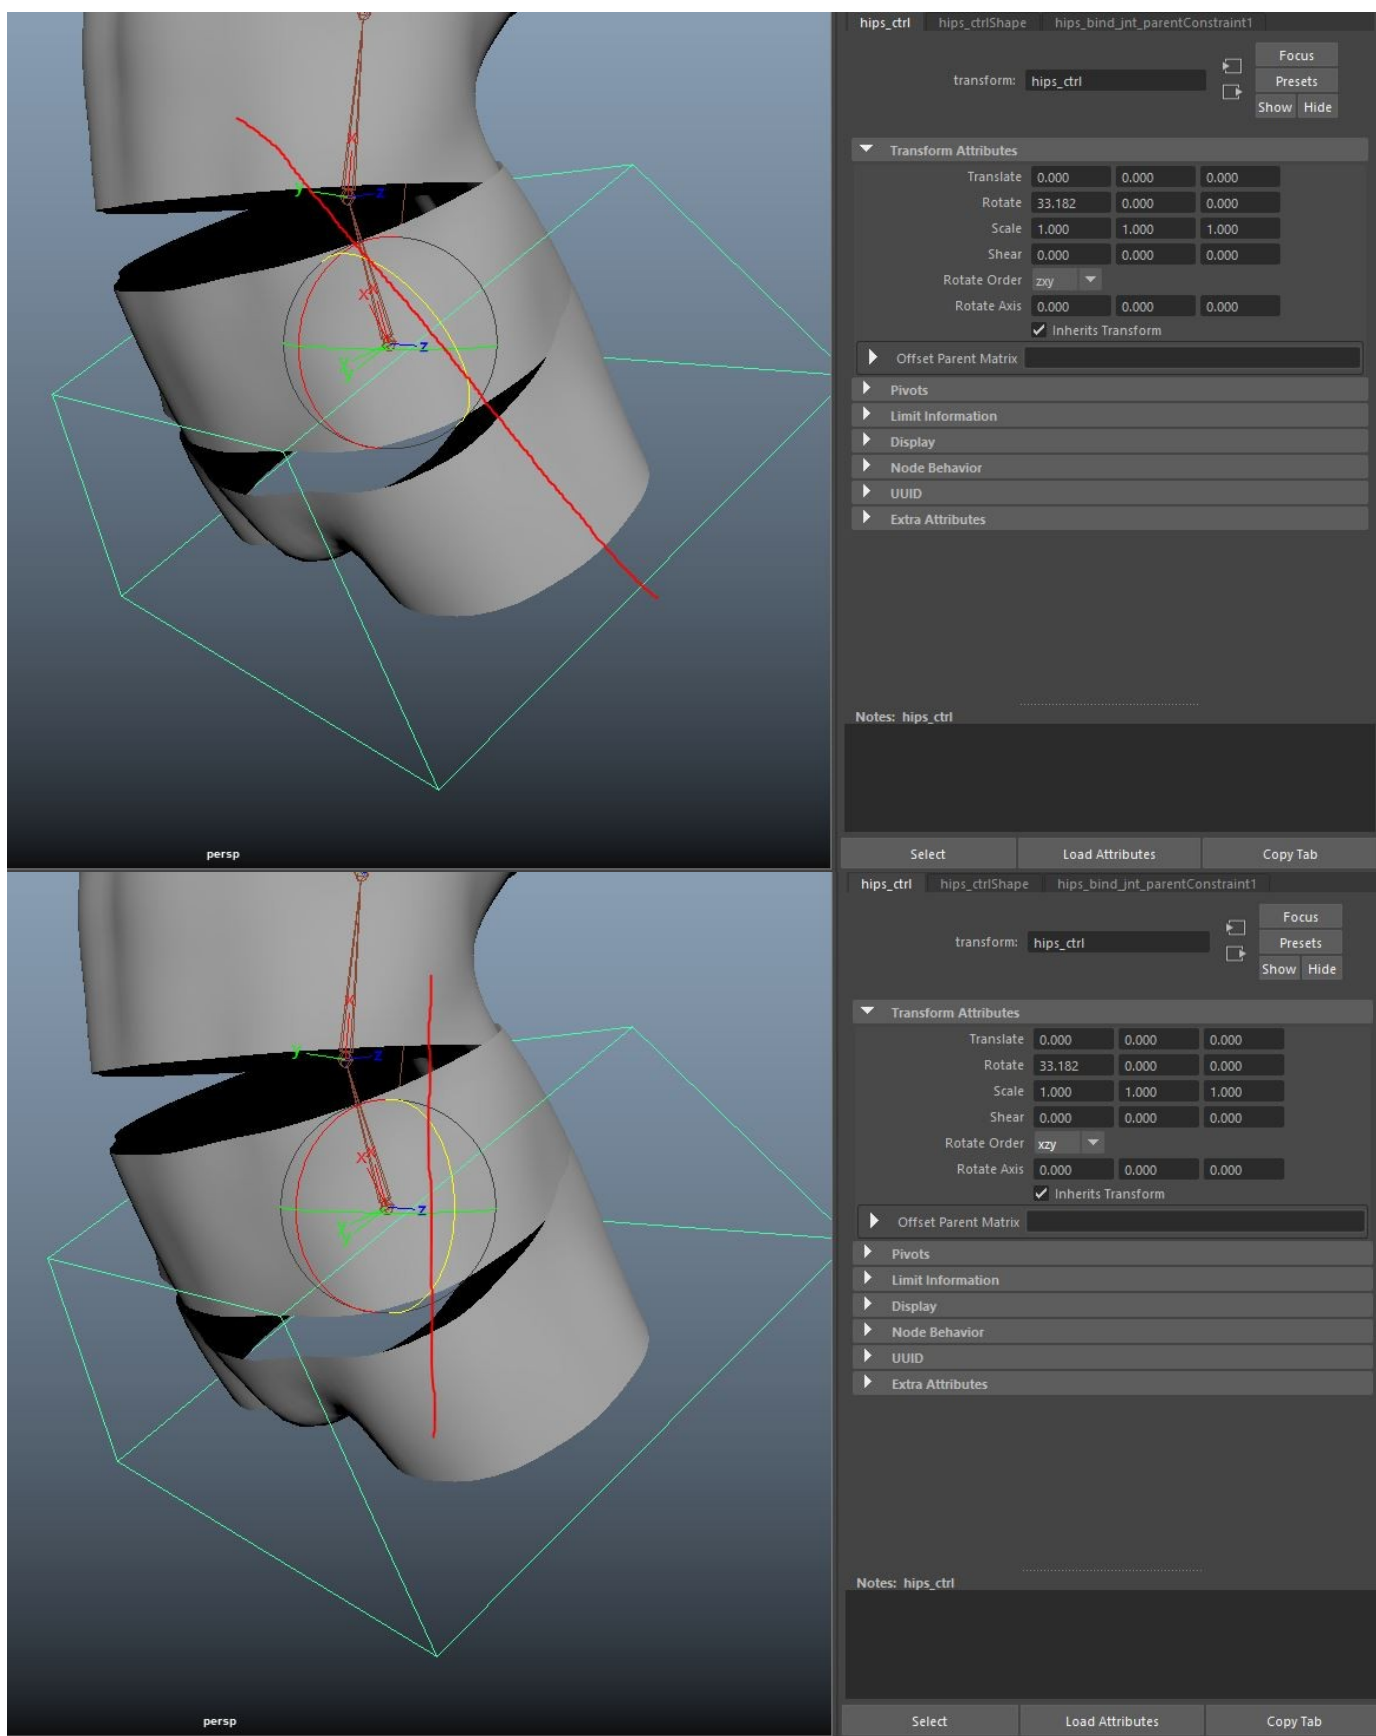 hips_ctrl hips_ctrlShape hips_bind_jnt_parentConstraint1
Focus
transform: hips_ctrl
Presets
Show Hide
Transform Attributes
Translate 0.000 0.000 0.000
Rotate 33.182 0.000 0.000
Scale 1.000 1.000 1.000
Shear 0.000 0.000 0.000
Rotate Order zxy
Rotate Axis 0.000 0.000 0.000
Inherits Transform
Offset Parent Matrix
Pivots
Limit Information
Display
Node Behavior
UUID
Extra Attributes
Notes: hips_ctrl
Select Load Attributes Copy Tab
x
y z
x
z
y
y
persp
hips_ctrl hips_ctrlShape hips_bind_jnt_parentConstraint1
Focus
transform: hips_ctrl
Presets
Show Hide
Transform Attributes
Translate 0.000 0.000 0.000
Rotate 33.182 0.000 0.000
Scale 1.000 1.000 1.000
Shear 0.000 0.000 0.000
Rotate Order xzy
Rotate Axis 0.000 0.000 0.000
Inherits Transform
Offset Parent Matrix
Pivots
Limit Information
Display
Node Behavior
UUID
Extra Attributes
Notes: hips_ctrl
Select Load Attributes Copy Tab
x
y z
x x
z
y
y
persp